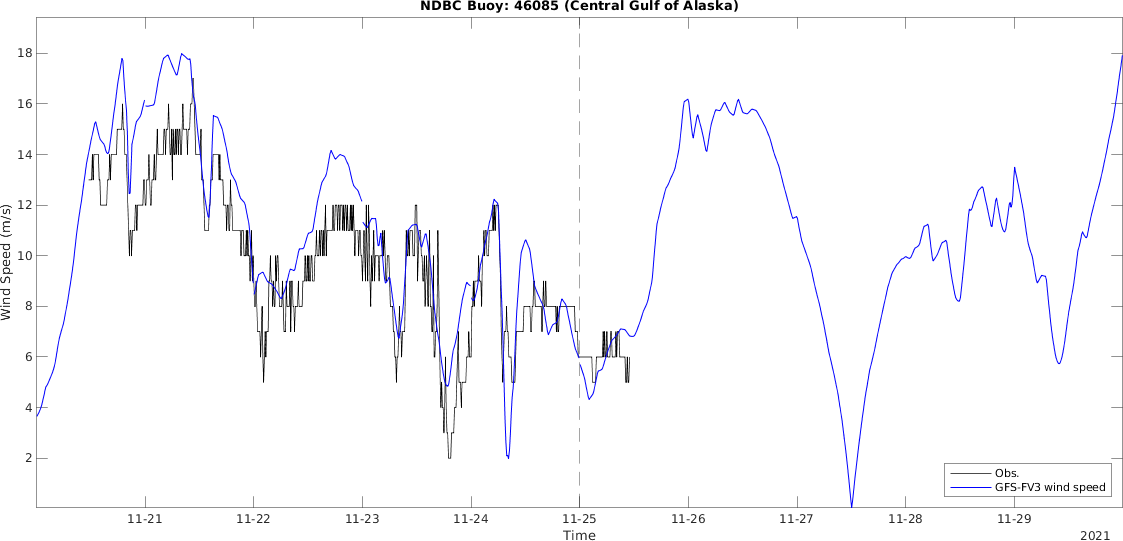 NDBC Buoy: 46085 (Central Gulf of Alaska)
18
16
14
12
10
8
6
4
2
Wind Speed (m/s)
11-21 11-22 11-23 11-24 11-25 11-26 11-27 11-28 11-29
Time
2021
Obs.
GFS-FV3 wind speed